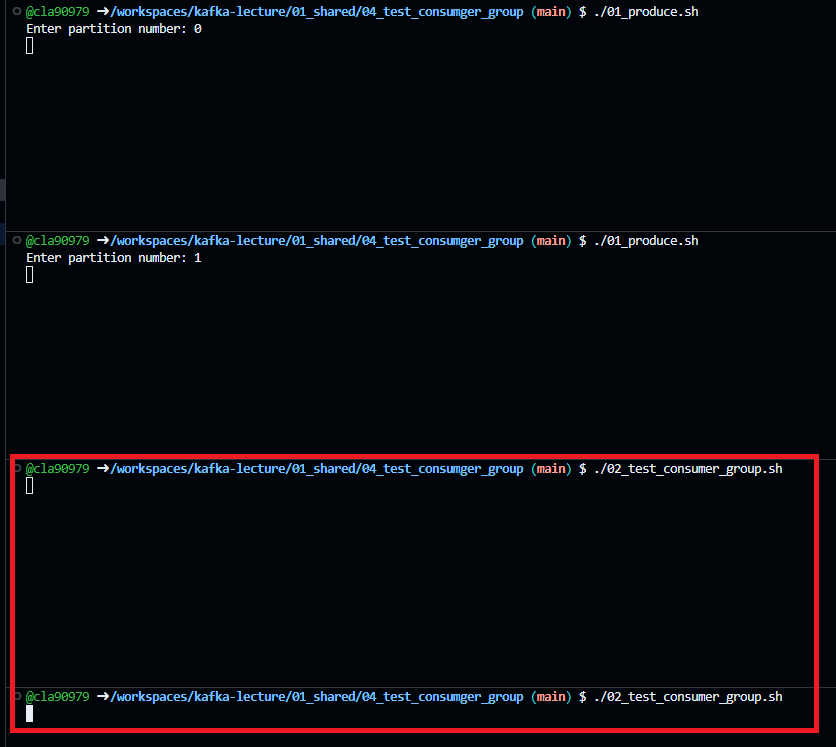 @cla90979 ➜/workspaces/kafka-lecture/01_shared/04_test_consumger_group (main) $ ./01_produce.sh
Enter partition number: 0
@cla90979 ➜/workspaces/kafka-lecture/01_shared/04_test_consumger_group (main) $ ./01_produce.sh
Enter partition number: 1
@cla90979 ➜/workspaces/kafka-lecture/01_shared/04_test_consumger_group (main) $ ./02_test_consumer_group.sh
@cla90979 ➜/workspaces/kafka-lecture/01_shared/04_test_consumger_group (main) $ ./02_test_consumer_group.sh